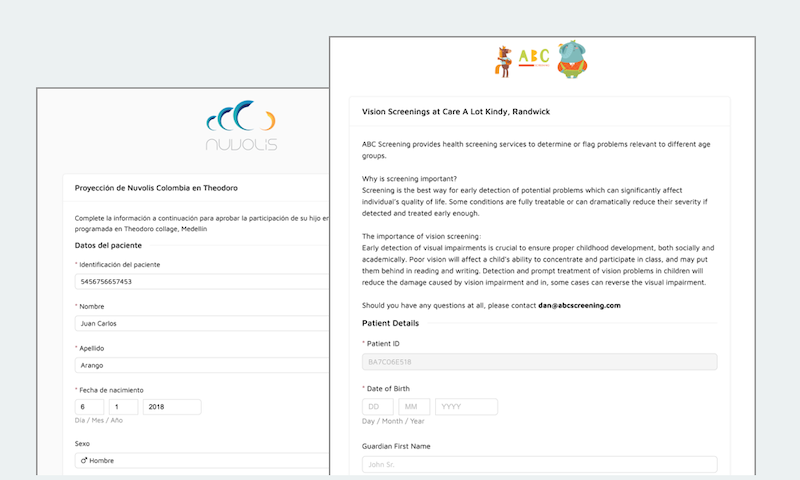 NUVOLIS
Proyección de Nuvolis Colombia en Theodoro
Complete la información a continuación para aprobar la participación de su hijo en
programada en Theodoro collage, Medellin
Datos del paciente
* Identificación del paciente
5456756657453
* Nombre
Juan Carlos
* Apellido
Arango
* Fecha de nacimiento
6 1 2018
Día / Mes / Año
Sexo
♂ Hombre
ABC
Vision Screenings at Care A Lot Kindy, Randwick
ABC Screening provides health screening services to determine or flag problems relevant to different age
groups.
Why is screening important?
Screening is the best way for early detection of potential problems which can significantly affect
individual's quality of life. Some conditions are fully treatable or can dramatically reduce their severity if
detected and treated early enough.
The importance of vision screening:
Early detection of visual impairments is crucial to ensure proper childhood development, both socially and
academically. Poor vision will affect a child's ability to concentrate and participate in class, and may put
them behind in reading and writing. Detection and prompt treatment of vision problems in children will
reduce the damage caused by vision impairment and in, some cases can reverse the visual impairment.
Should you have any questions at all, please contact dan@abcscreening.com
Patient Details
* Patient ID
BA7C06E518
* Date of Birth
DD MM YYYY
Day / Month / Year
Guardian First Name
John Sr.